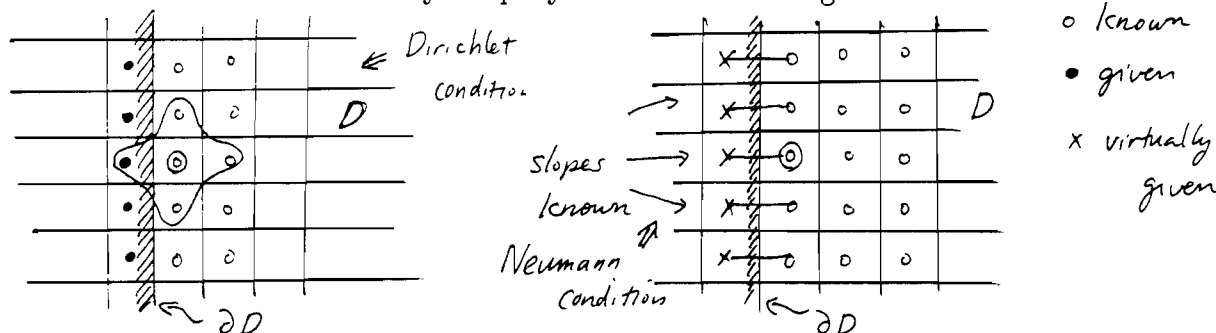 Dirichlet
condition
D
∂D
slopes
known
Neumann
condition
D
∂D
o known
• given
x virtually
given